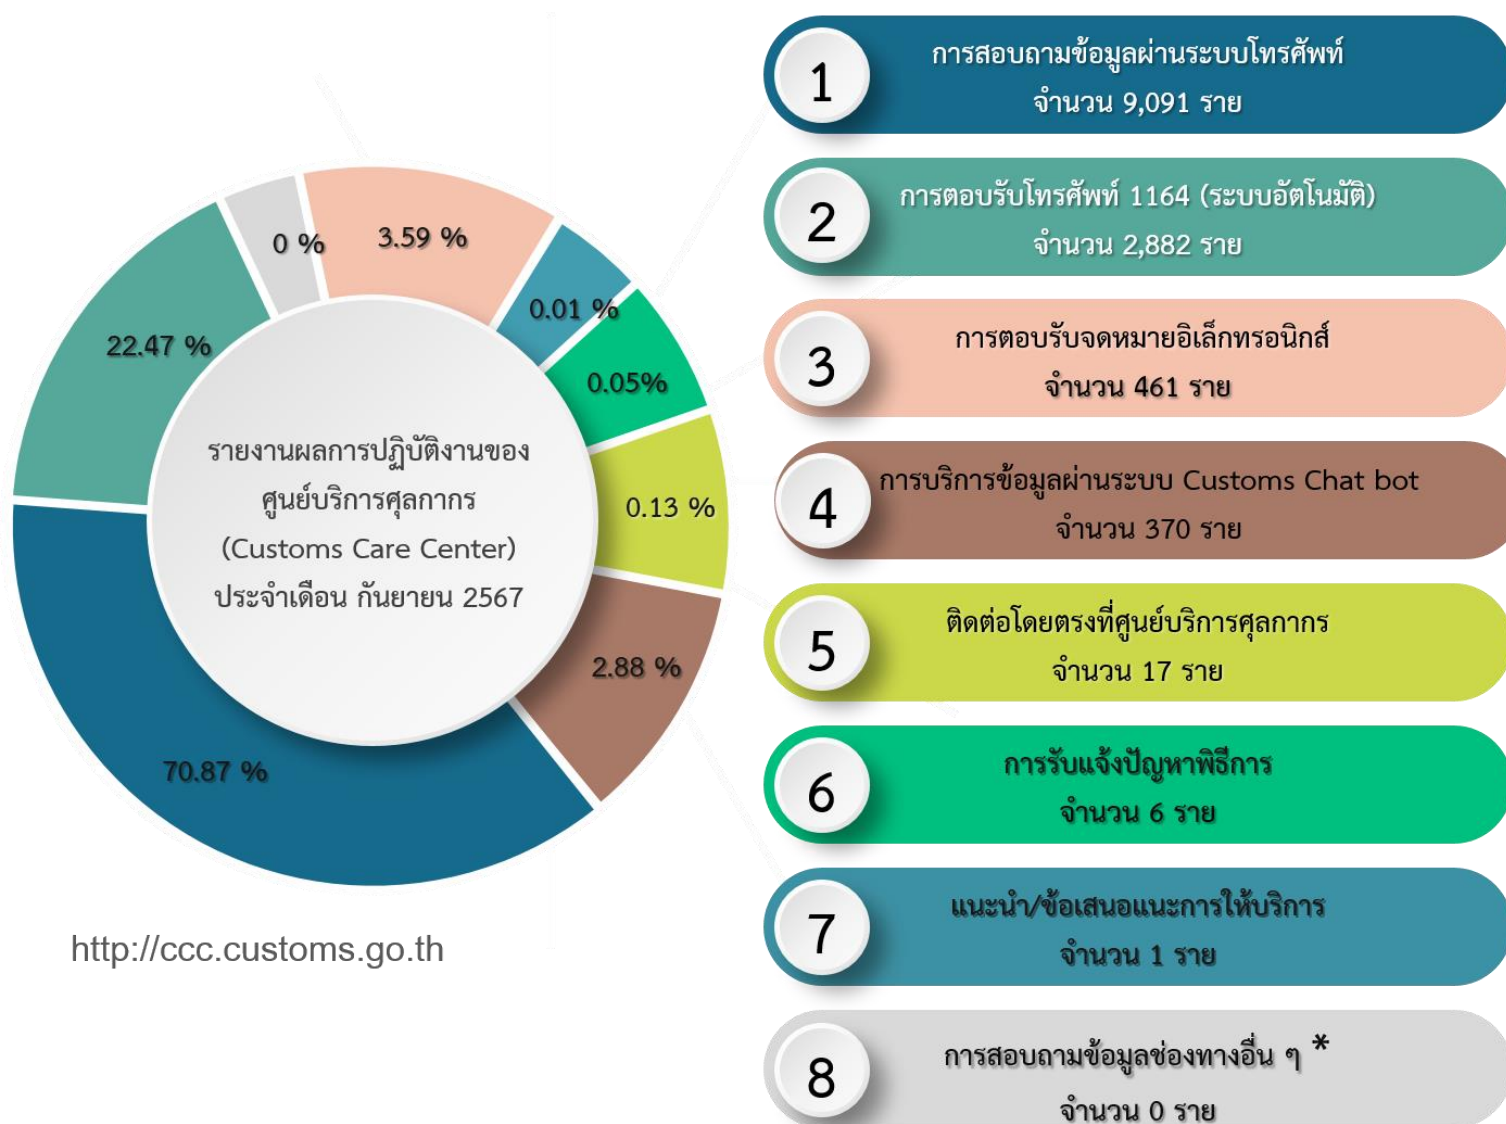 0 %
3.59 %
0.01 %
22.47 %
0.05%
0.13 %
2.88 %
70.87 %
รายงานผลการปฏิบัติงานของ
ศูนย์บริการศุลกากร
(Customs Care Center)
ประจำเดือน กันยายน 2567
http://ccc.customs.go.th
1
การสอบถามข้อมูลผ่านระบบโทรศัพท์
จำนวน 9,091 ราย
2
การตอบรับโทรศัพท์ 1164 (ระบบอัตโนมัติ)
จำนวน 2,882 ราย
3
การตอบรับจดหมายอิเล็กทรอนิกส์
จำนวน 461 ราย
4
การบริการข้อมูลผ่านระบบ Customs Chat bot
จำนวน 370 ราย
5
ติดต่อโดยตรงที่ศูนย์บริการศุลกากร
จำนวน 17 ราย
6
การรับแจ้งปัญหาพิธีการ
จำนวน 6 ราย
7
แนะนำ/ข้อเสนอแนะการให้บริการ
จำนวน 1 ราย
8
การสอบถามข้อมูลช่องทางอื่น ๆ *
จำนวน 0 ราย